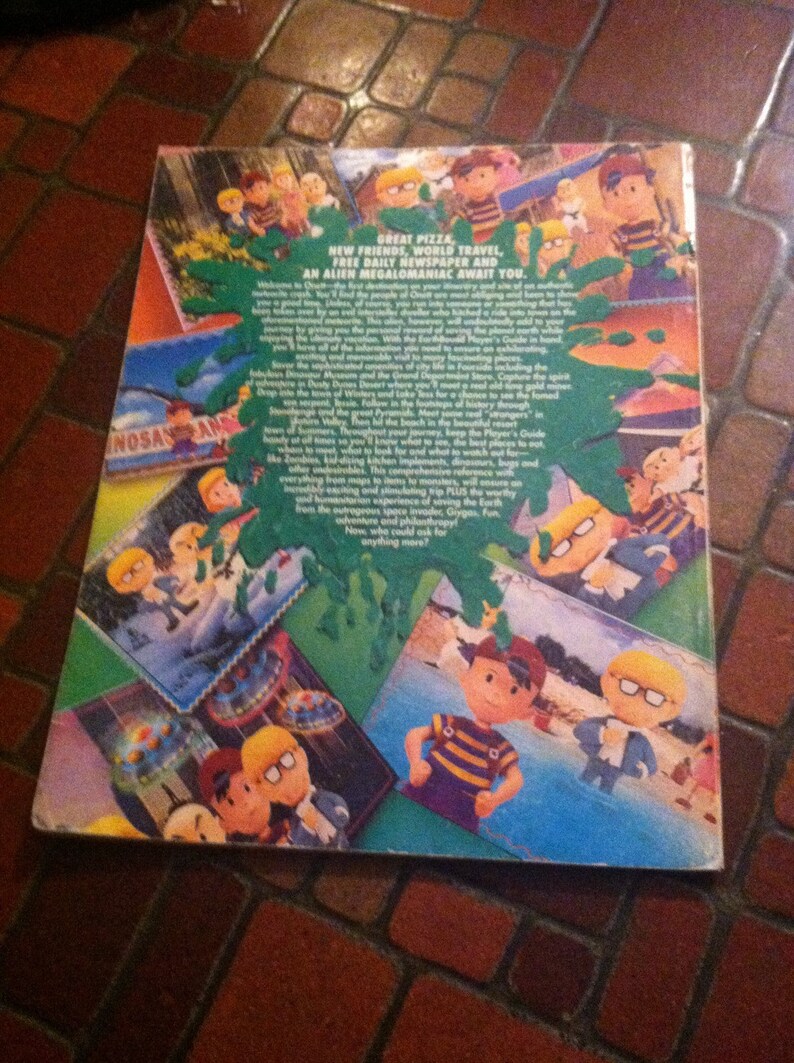 GREAT PIZZA,
NEW FRIENDS, WORLD TRAVEL,
FREE DAILY NEWSPAPER AND
AN ALIEN MEGALOMANIAC AWAIT YOU.
Welcome to Onett—the first destination on your itinerary and site of an authentic
meteorite crash. You'll find the people of Onett are most obliging and
you a good time. Unless, of course, you run into someone or something that has
been taken over by an evil interstellar dweller who hitched a ride into town on the
aforementioned meteorite. This alien, however, will undoubtedly add to your
journey by giving you the personal reward of saving the planet Earth while
enjoying the ultimate vacation. With the EarthBound Player's Guide in hand
you'll have all of the information you need to ensure an exhilarating,
exciting and memorable visit to many fascinating places.
Savor the sophisticated amenities of city life in Fourside including the
fabulous Dinosaur Museum and the Grand Department Store. Capture the spirit
of adventure in Dusty Dunes Desert where you'll meet a real old-time gold miner.
Drop into the town of Winters and take bus for a chance to see the famed
sea serpent, Tessie. Follow in the footsteps of history through
Stonehenge and the great Pyramids. Meet some real "strangers" in
Saturn Valley. Then hit the beach in the beautiful resort
town of Summers. Throughout your journey, keep the Player's Guide
handy at all times so you'll know what to see, the best places to eat,
whom to meet, what to look for and what to watch out for—
like Zombies, kid-dizing kitchen implements, dinosaurs, bugs and
other undesirables. This comprehensive reference with
everything from maps to items to monsters, will ensure an
incredibly exciting and stimulating trip PLUS the worthy
and humanitarian experience of saving the Earth
from the outrageous space invader, Giygas. Fun,
adventure and philanthropy!
Now, who could ask for
anything more?